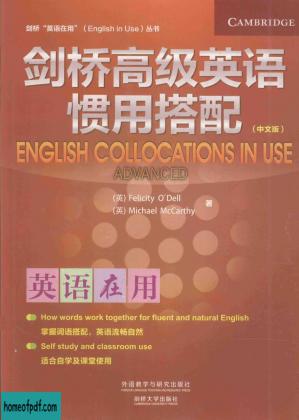 CAMBRIDGE
剑桥“英语在用”(English in Use)丛书
剑桥高级英语
惯用搭配
(中文版)
ENGLISH COLLOCATIONS IN USE
ADVANCED
(英) Felicity O'Dell
(英) Michael McCarthy
著
英语在用
How words work together for fluent and natural English
掌握词语搭配,英语流畅自然
Self study and classroom use
适合自学及课堂使用
外语教学与研究出版社
剑桥大学出版社
homeofpdf.com